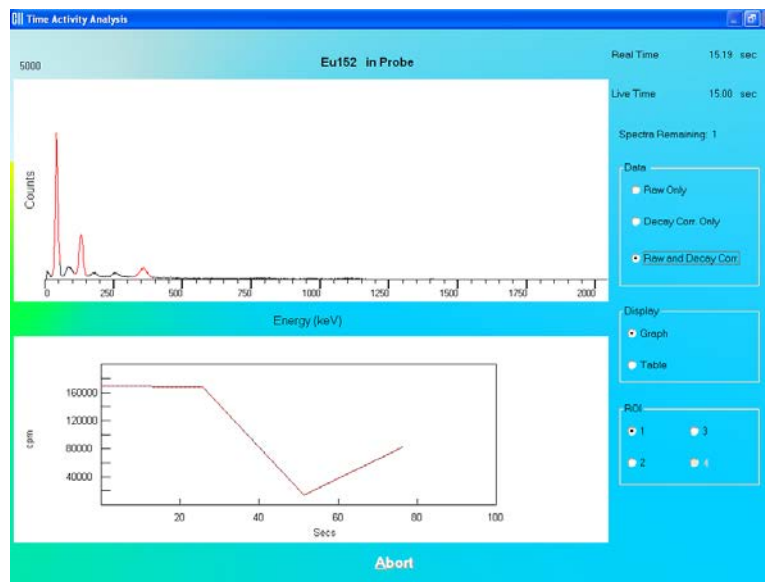 Time Activity Analysis
5000
Eu152 in Probe
Real Time 15.19 sec
Live Time 15.00 sec
Spectra Remaining: 1
Counts
0 250 500 750 1000 1250 1500 1750 2000
Energy (keV)
Data
Raw Only
Decay Corr. Only
Raw and Decay Corr.
Display
Graph
Table
ROI
1 3
2 4
cpm
160000
120000
80000
40000
20 40 60 80 100
Secs
Abort